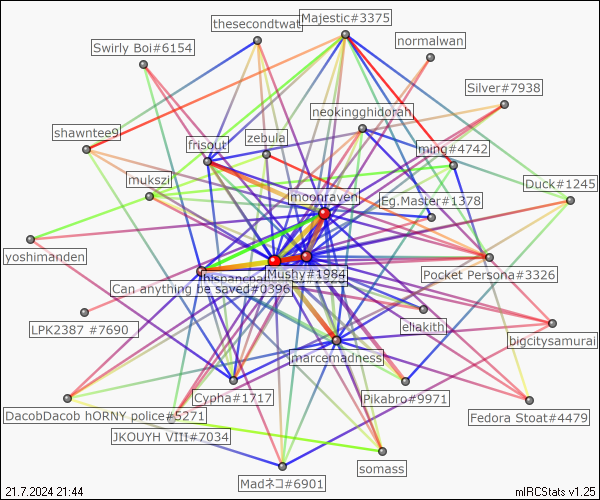 Majestic#3375
thesecondtwat
normalwan
Swirly Boi#6154
Silver#7938
neokingghidorah
shawntee9
zebula
frisout
ming#4742
mukszi
Duck#1245
moonraven
Eg.Master#1378
yoshimanden
Mushy#1984
Pocket Persona#3326
Can anything be saved#0396
eliakith
LPK2387 #7690
bigcitysamurai
marcemadness
Cypha#1717
Pikabro#9971
DacobDacob hORNY police#5271
Fedora Stoat#4479
JKOUYH VIII#7034
somass
Madネコ#6901
21.7.2024 21:44
mIRCStats v1.25